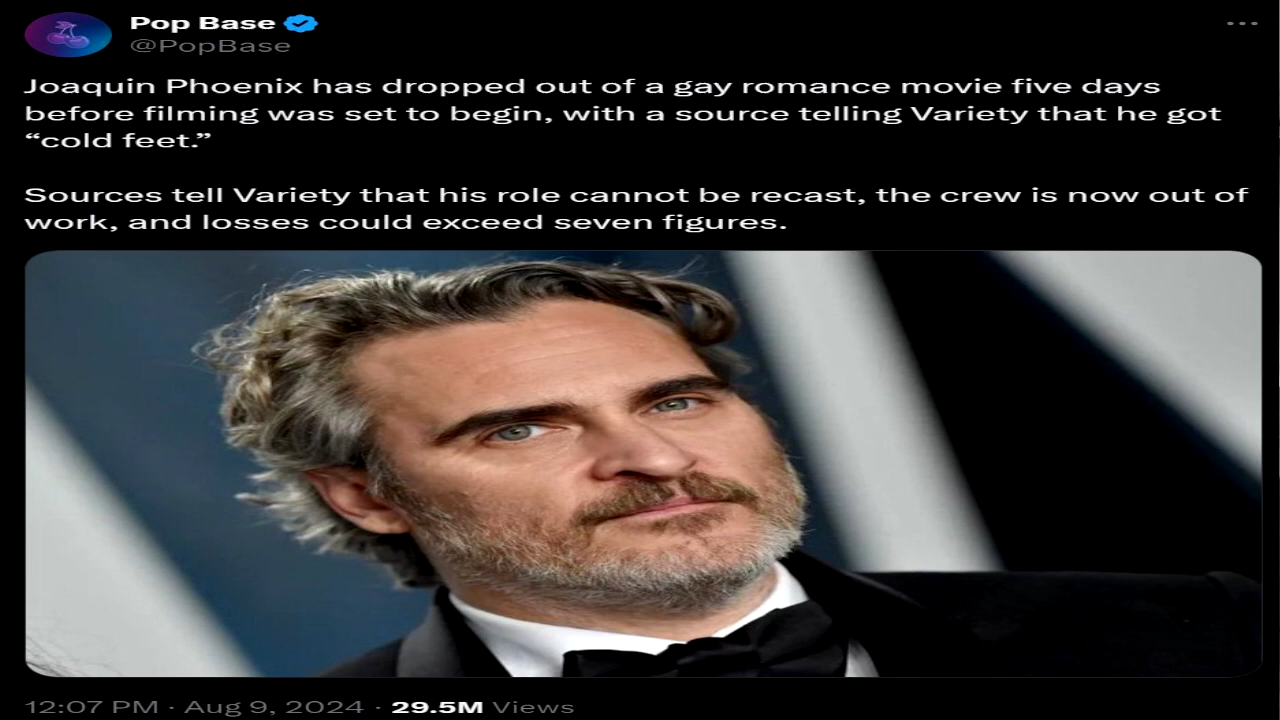 Pop Base
@PopBase
Joaquin Phoenix has dropped out of a gay romance movie five days
before filming was set to begin, with a source telling Variety that he got
“cold feet.”
Sources tell Variety that his role cannot be recast, the crew is now out of
work, and losses could exceed seven figures.
12:07 PM · Aug 9, 2024 · 29.5M Views